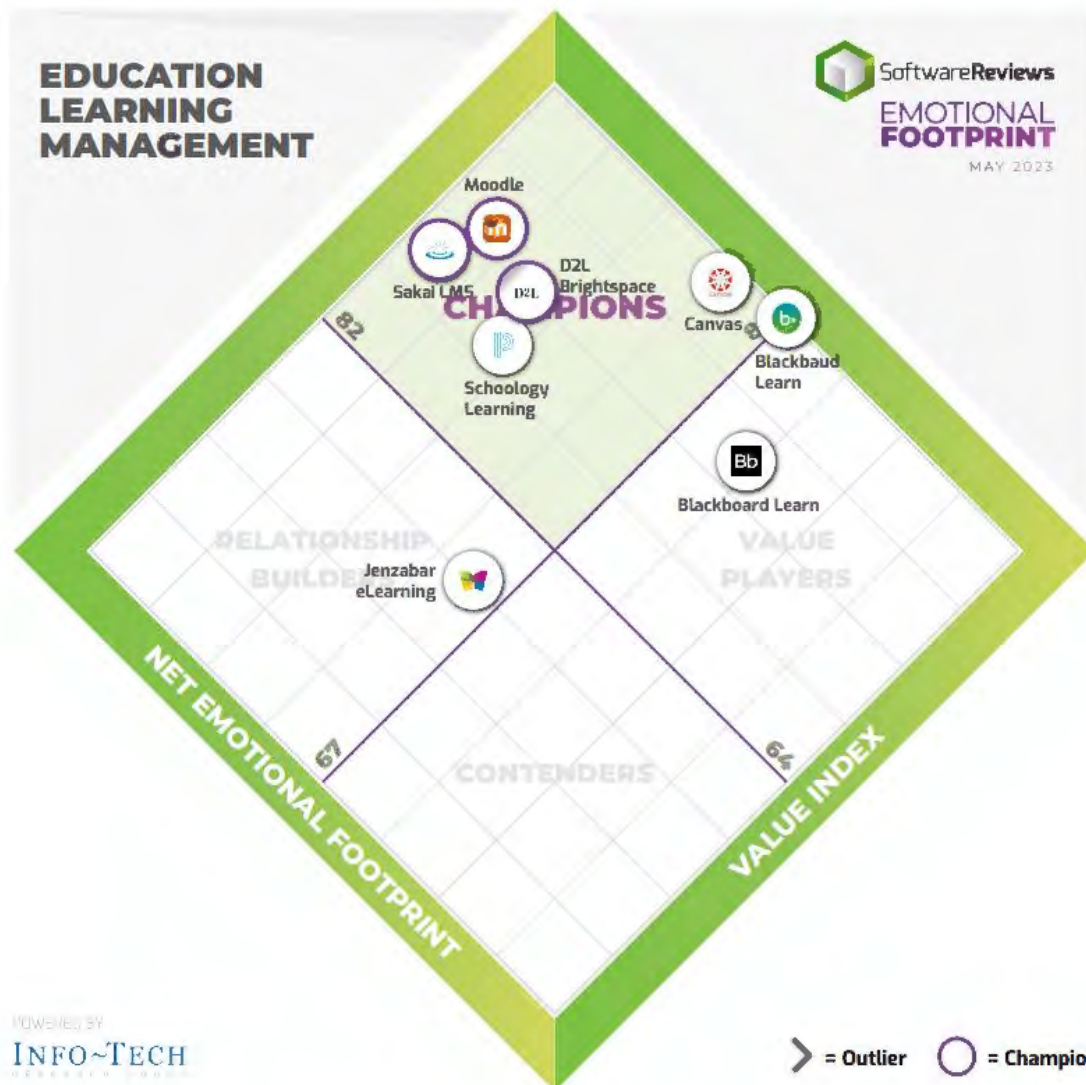 EDUCATION
LEARNING
MANAGEMENT
SoftwareReviews
EMOTIONAL
FOOTPRINT
MAY 2023
Moodle
Sakai LMS
D2L
D2L
Brightspace
CHAMPIONS
Canvas
b
Blackbaud
Learn
82
Schoology
Learning
Bb
Blackboard Learn
RELATIONSHIP
BUILDERS
VALUE
PLAYERS
Jenzabar
eLearning
CONTENDERS
64
NET EMOTIONAL FOOTPRINT
VALUE INDEX
POWERED BY
INFO~TECH
RESEARCH GROUP
= Outlier
= Champio